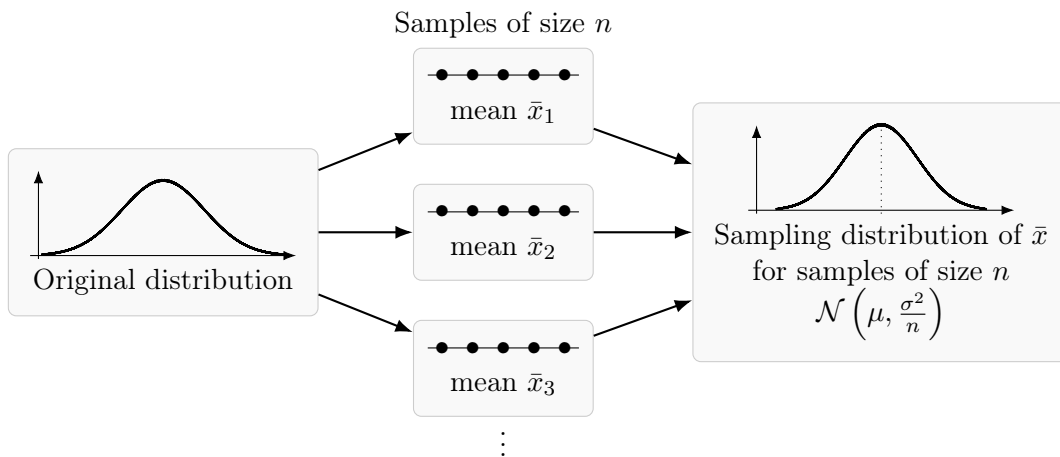 Samples of size n
mean x̄₁
Original distribution
mean x̄₂
mean x̄₃
⋮
Sampling distribution of x̄
for samples of size n
𝒩(μ, σ²/n)